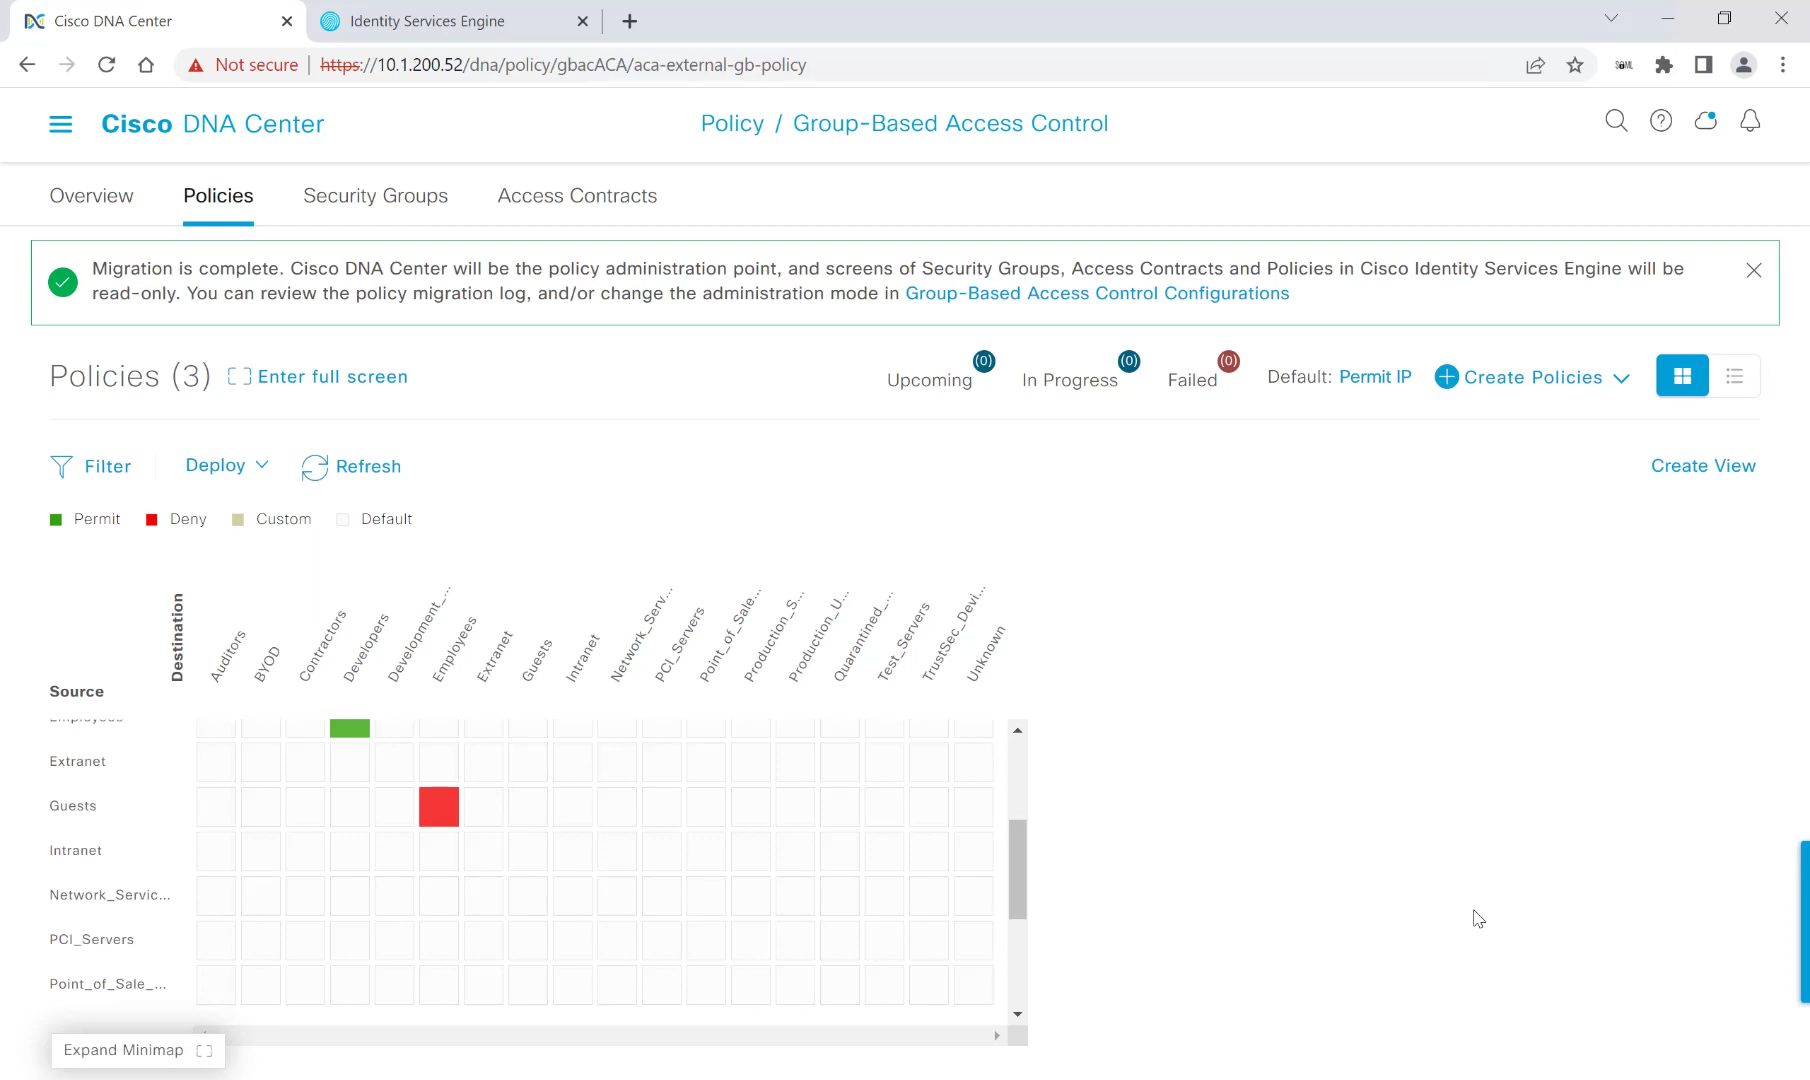 Cisco DNA Center
Identity Services Engine
Not secure
https://10.1.200.52/dna/policy/gbacACA/aca-external-gb-policy
Cisco DNA Center
Policy / Group-Based Access Control
Overview
Policies
Security Groups
Access Contracts
Migration is complete. Cisco DNA Center will be the policy administration point, and screens of Security Groups, Access Contracts and Policies in Cisco Identity Services Engine will be
read-only. You can review the policy migration log, and/or change the administration mode in Group-Based Access Control Configurations
Policies (3)
Enter full screen
Upcoming (0)
In Progress (0)
Failed (0)
Default: Permit IP
Create Policies
Filter
Deploy
Refresh
Create View
Permit
Deny
Custom
Default
Destination
Auditors
BYOD
Contractors
Developers
Development_...
Employees
Extranet
Guests
Intranet
Network_Serv...
PCI_Servers
Point_of_Sale...
Production_S...
Production_U...
Quarantined_...
Test_Servers
TrustSec_Devi...
Unknown
Source
Employees
Extranet
Guests
Intranet
Network_Servic...
PCI_Servers
Point_of_Sale_...
Expand Minimap